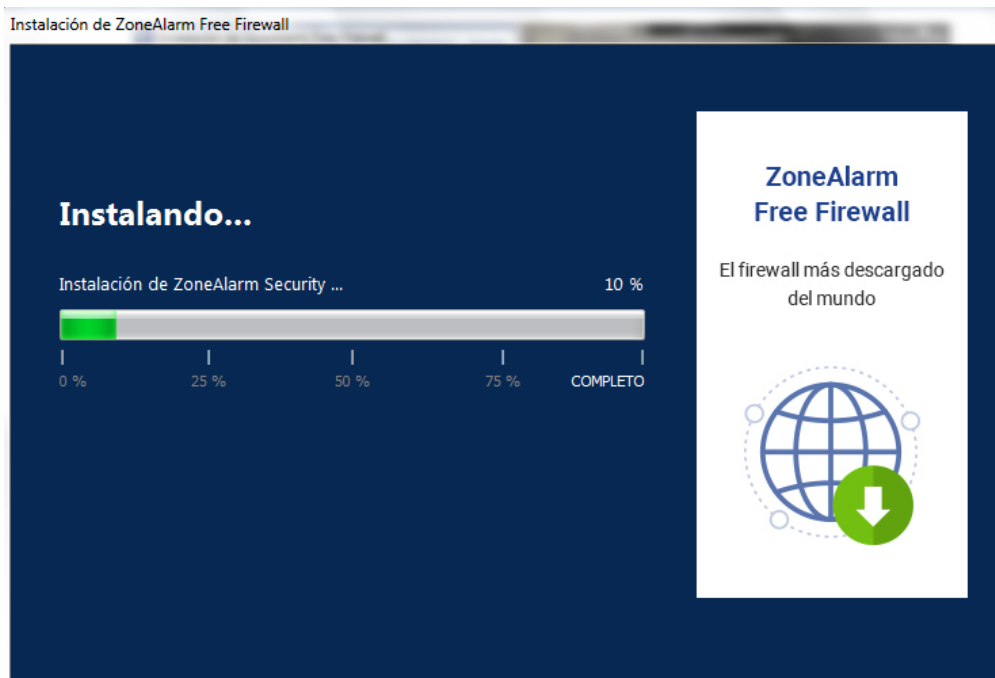 Instalación de ZoneAlarm Free Firewall
Instalando...
Instalación de ZoneAlarm Security ...
10 %
0 %
25 %
50 %
75 %
COMPLETO
ZoneAlarm
Free Firewall
El firewall más descargado
del mundo